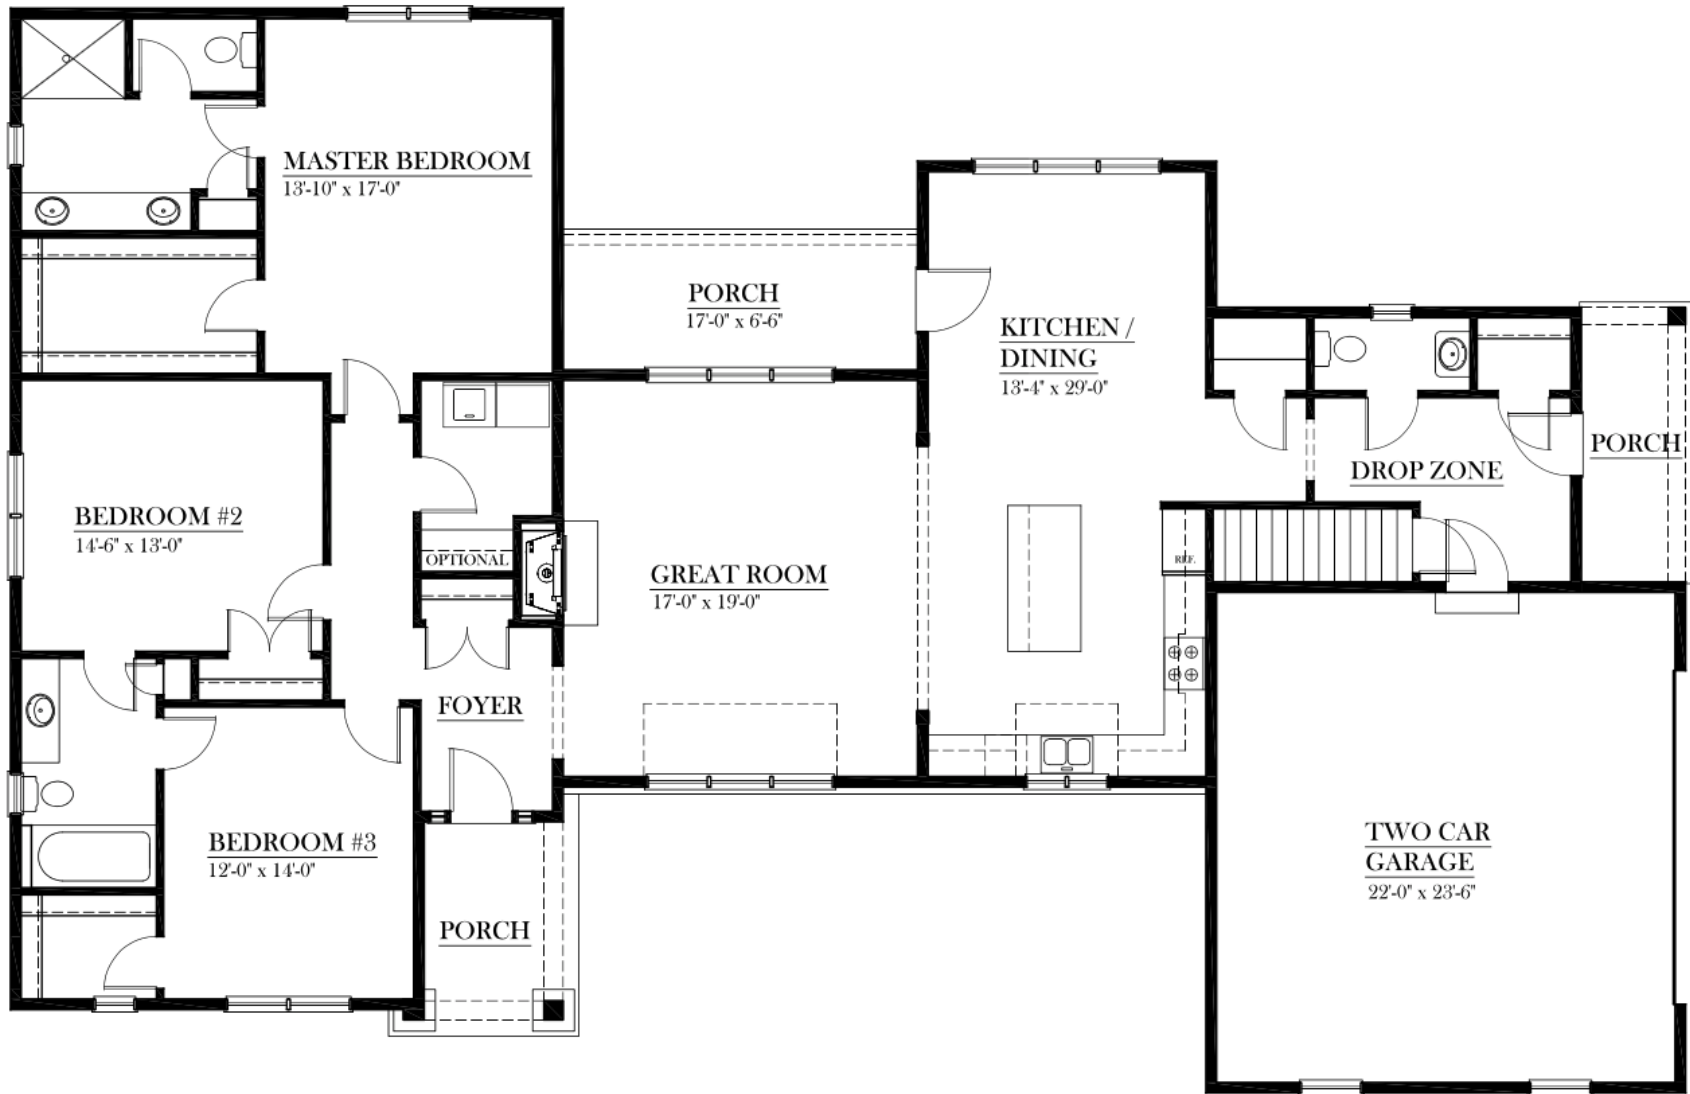 MASTER BEDROOM
13'-10" x 17'-0"
PORCH
17'-0" x 6'-6"
KITCHEN /
DINING
13'-4" x 29'-0"
PORCH
DROP ZONE
BEDROOM #2
14'-6" x 13'-0"
OPTIONAL
REF.
GREAT ROOM
17'-0" x 19'-0"
FOYER
BEDROOM #3
12'-0" x 14'-0"
TWO CAR
GARAGE
22'-0" x 23'-6"
PORCH